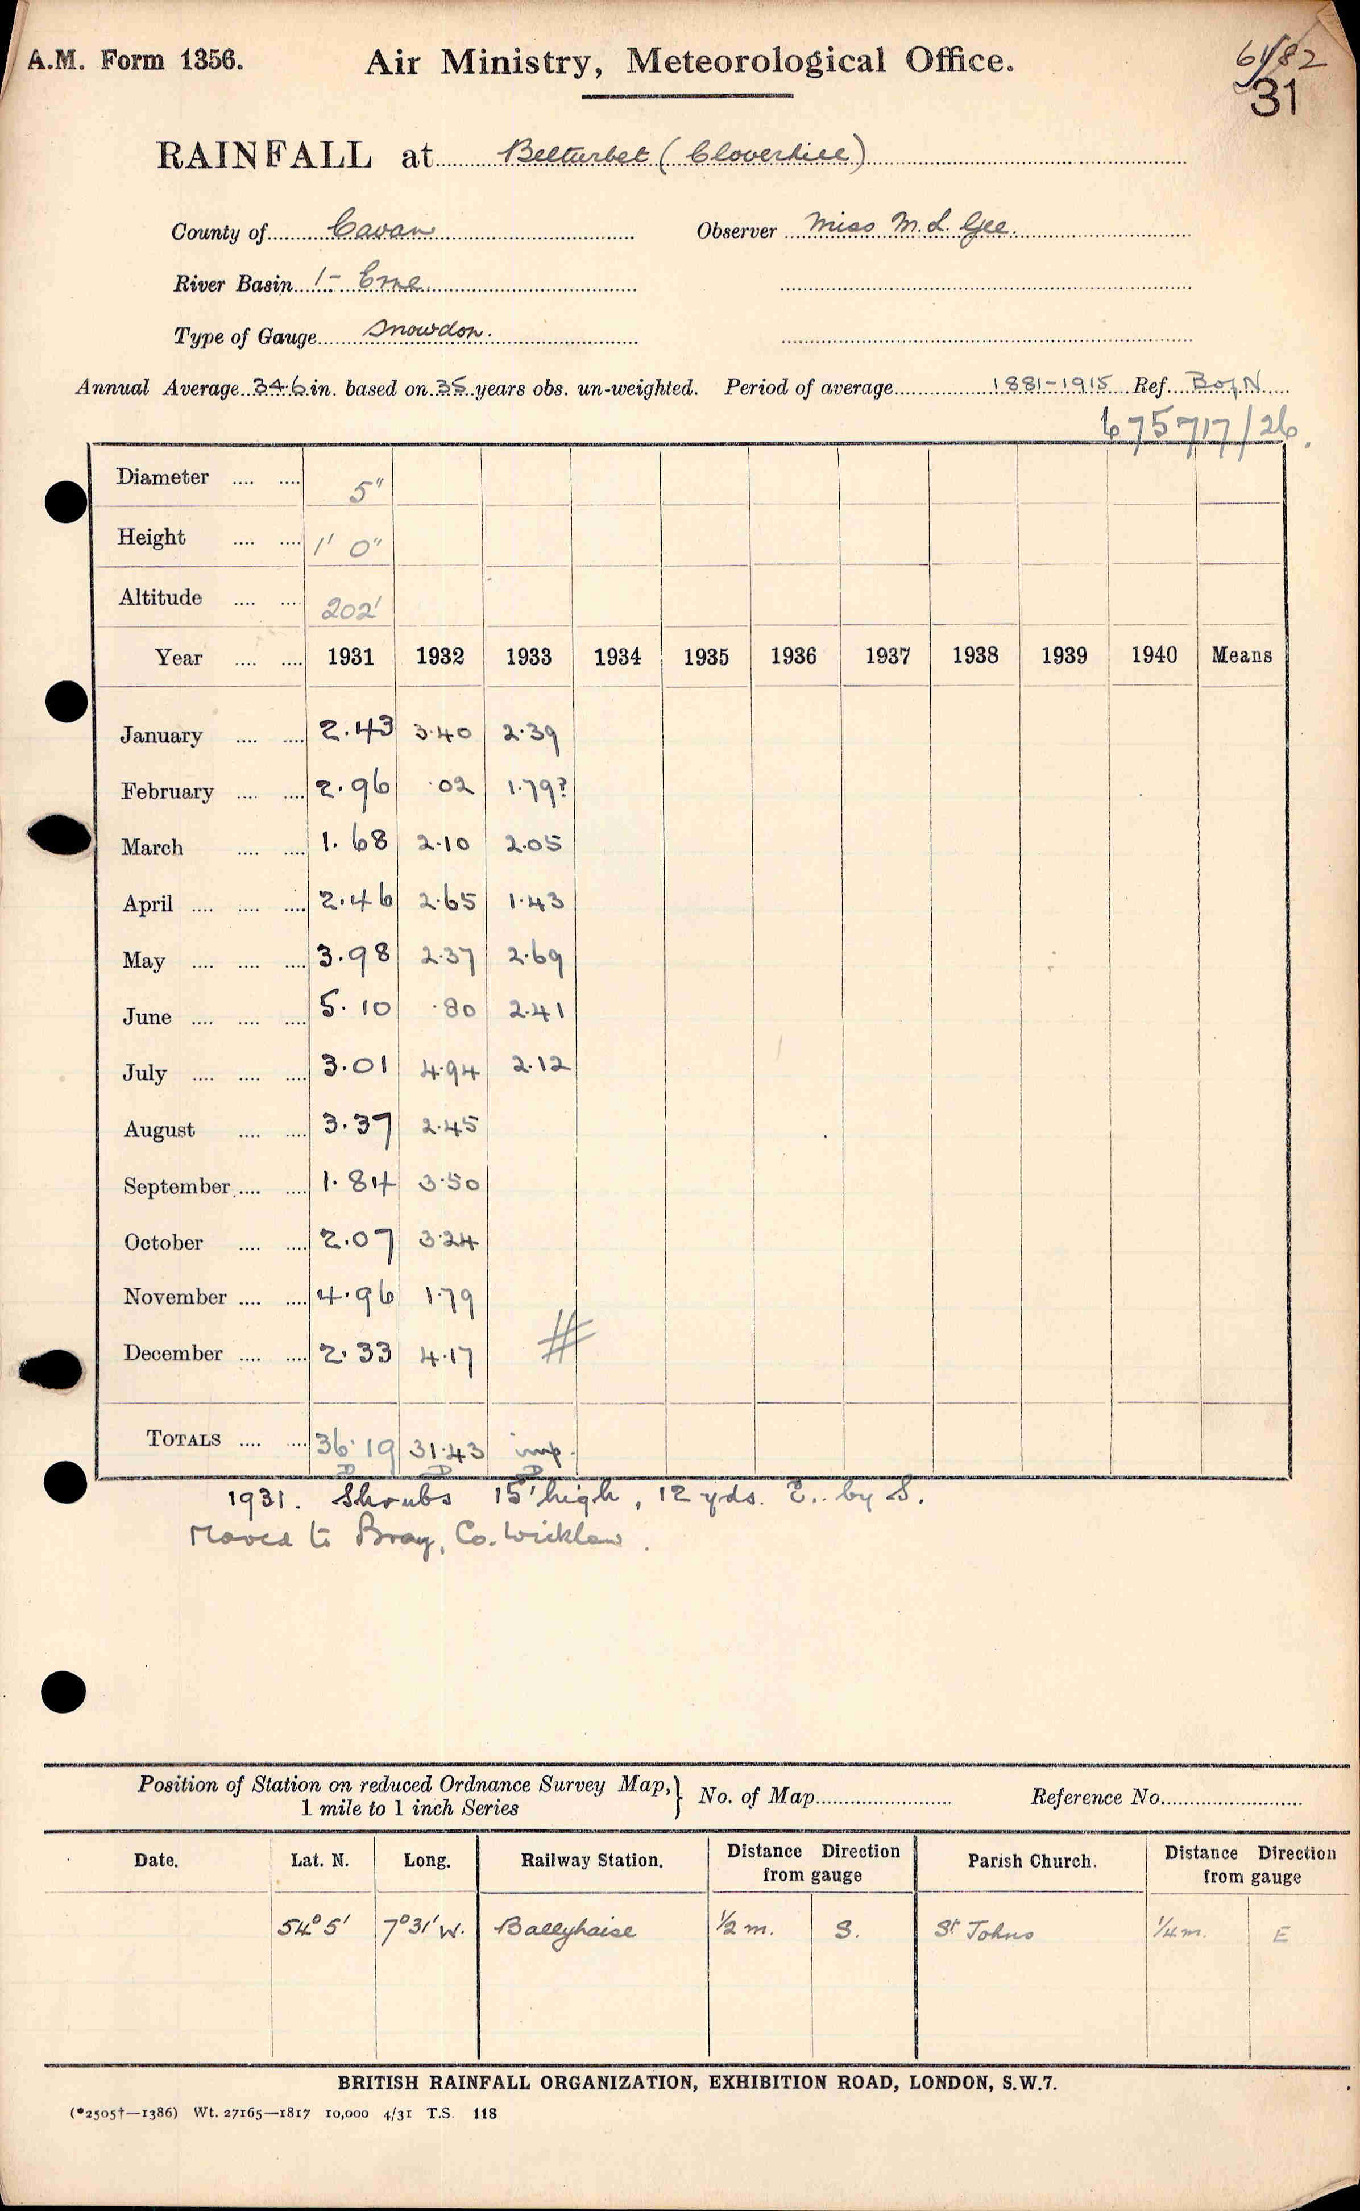 A.M. Form 1356. Air Ministry, Meteorological Office. 6482
31
RAINFALL at Belturbet (Cloverhill)
County of Cavan Observer Miss M. L. Gee.
River Basin 1- Erne
Type of Gauge Snowdon.
Annual Average 34.6 in. based on 35 years obs. un-weighted. Period of average 1881-1915 Ref. B of N
675717/26.
Diameter .... .... 5"
Height .... .... 1' 0"
Altitude .... .... 202'
Year .... .... 1931 1932 1933 1934 1935 1936 1937 1938 1939 1940 Means
January .... .... 2.43 3.40 2.39
February .... .... 2.96 .02 1.79?
March .... .... 1.68 2.10 2.05
April .... .... .... 2.46 2.65 1.43
May .... .... .... 3.98 2.37 2.69
June .... .... .... 5.10 .80 2.41
July .... .... .... 3.01 4.94 2.12
August .... .... 3.37 2.45
September .... .... 1.84 3.50
October .... .... 2.07 3.24
November .... .... 4.96 1.79
December .... .... 2.33 4.17 #
TOTALS .... .... 36.19 31.43 imp.
D D D
1931. Shrubs 15' high, 12 yds. E. by S.
Moved to Bray, Co. Wicklow.
Position of Station on reduced Ordnance Survey Map, } No. of Map Reference No.
1 mile to 1 inch Series
Date. Lat. N. Long. Railway Station. Distance Direction from gauge Parish Church. Distance Direction from gauge
54° 5' 7° 31' W. Ballyhaise 1/2 m. S. St Johns 1/4 m. E
BRITISH RAINFALL ORGANIZATION, EXHIBITION ROAD, LONDON, S.W.7.
(*2505†—1386) Wt. 27165—1817 10,000 4/31 T.S. 118